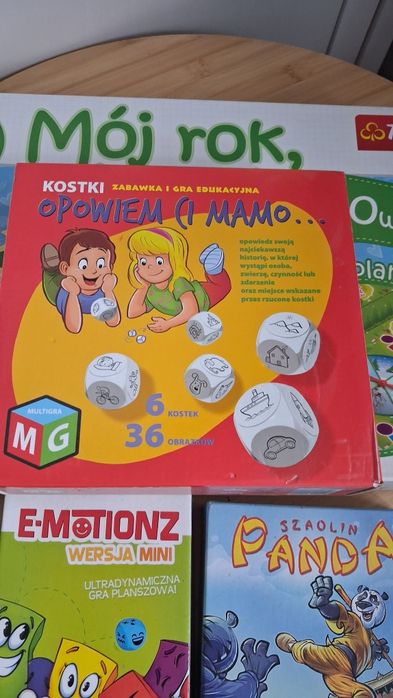 Mój rok,
KOSTKI ZABAWKA I GRA EDUKACYJNA
OPOWIEM CI MAMO...
opowiedz swoją
najciekawszą
historię, w której
wystąpi osoba,
zwierzę, czynność lub
zdarzenie
oraz miejsce wskazane
przez rzucone kostki
MULTIGRA
MG
6 KOSTEK
36 OBRAZKÓW
E-MOTIONZ
WERSJA MINI
ULTRADYNAMICZNA
GRA PLANSZOWA!
SZAOLIN
PANDA